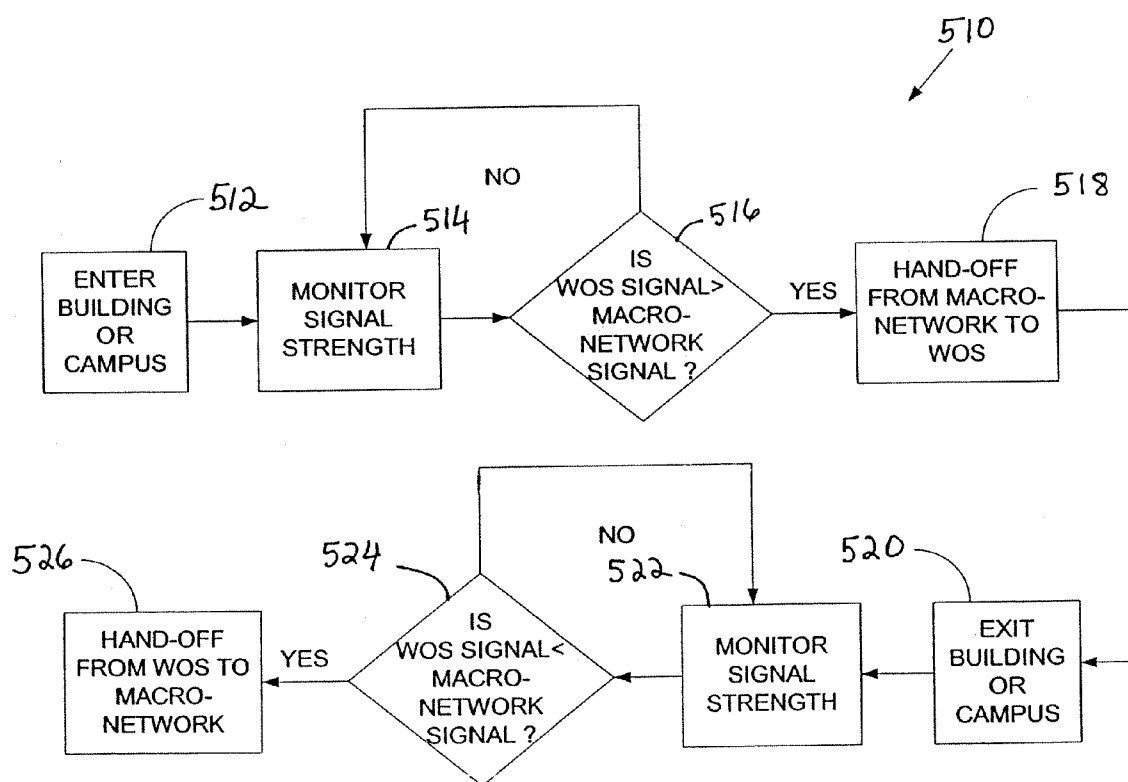 510
NO
512
514
516
518
ENTER
BUILDING
OR
CAMPUS
MONITOR
SIGNAL
STRENGTH
IS
WOS SIGNAL>
MACRO-
NETWORK
SIGNAL ?
YES
HAND-OFF
FROM MACRO-
NETWORK TO
WOS
526
524
NO
522
520
HAND-OFF
FROM WOS TO
MACRO-
NETWORK
YES
IS
WOS SIGNAL<
MACRO-
NETWORK
SIGNAL ?
MONITOR
SIGNAL
STRENGTH
EXIT
BUILDING
OR
CAMPUS